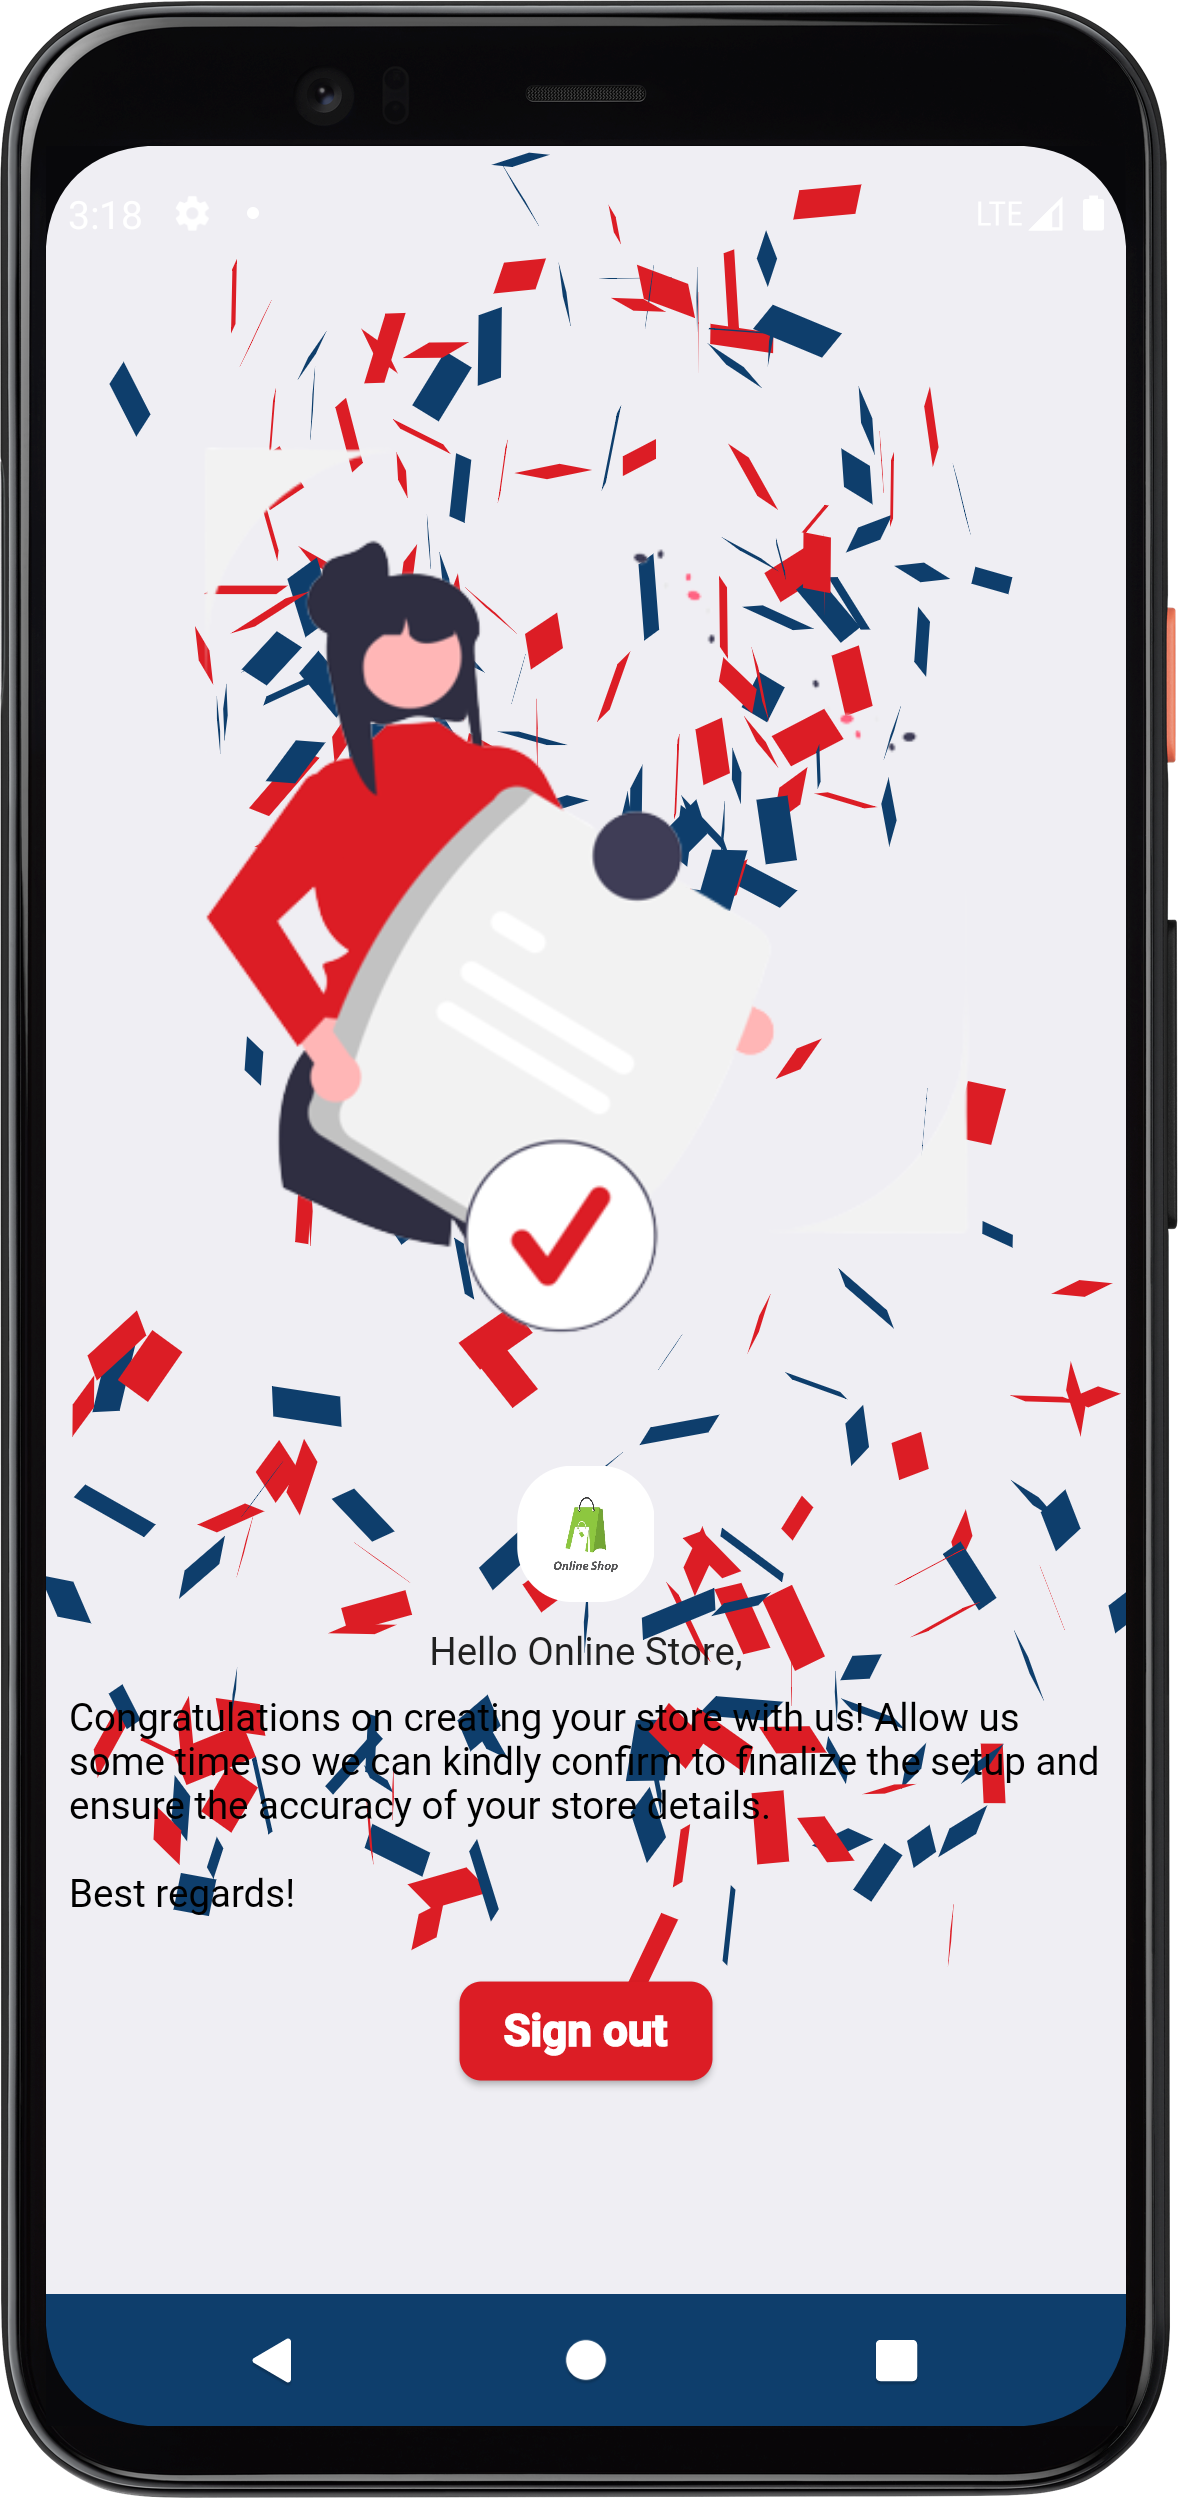 3:18 LTE
Online Shop
Hello Online Store,
Congratulations on creating your store with us! Allow us
some time so we can kindly confirm to finalize the setup and
ensure the accuracy of your store details.
Best regards!
Sign out